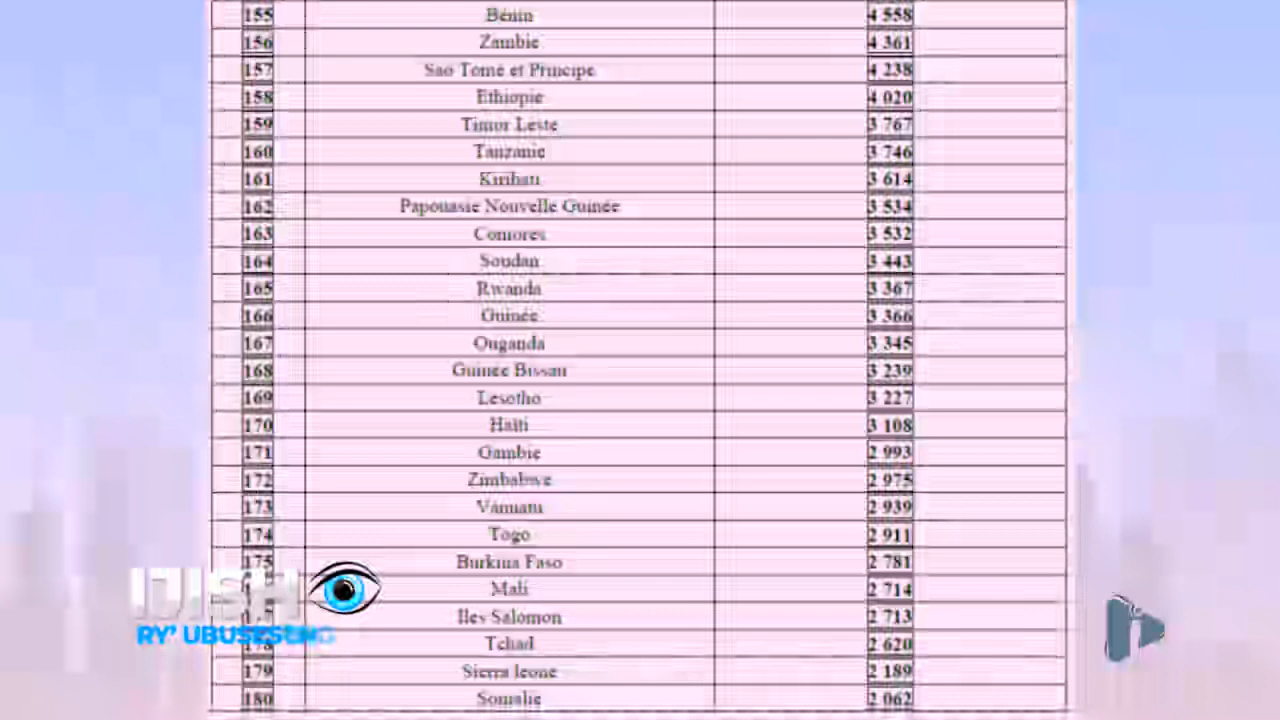 155 Bénin 4 558
156 Zambie 4 361
157 Sao Tomé et Principe 4 238
158 Ethiopie 4 020
159 Timor Leste 3 767
160 Tanzanie 3 746
161 Kiribati 3 614
162 Papouasie Nouvelle Guinée 3 534
163 Comores 3 532
164 Soudan 3 443
165 Rwanda 3 367
166 Guinée 3 366
167 Ouganda 3 345
168 Guinée Bissau 3 239
169 Lesotho 3 227
170 Haïti 3 108
171 Gambie 2 993
172 Zimbabwe 2 975
173 Vanuatu 2 939
174 Togo 2 911
175 Burkina Faso 2 781
Mali 2 714
Iles Salomon 2 713
178 Tchad 2 620
179 Sierra leone 2 189
180 Somalie 2 062
IJISH
RY' UBUSESENG